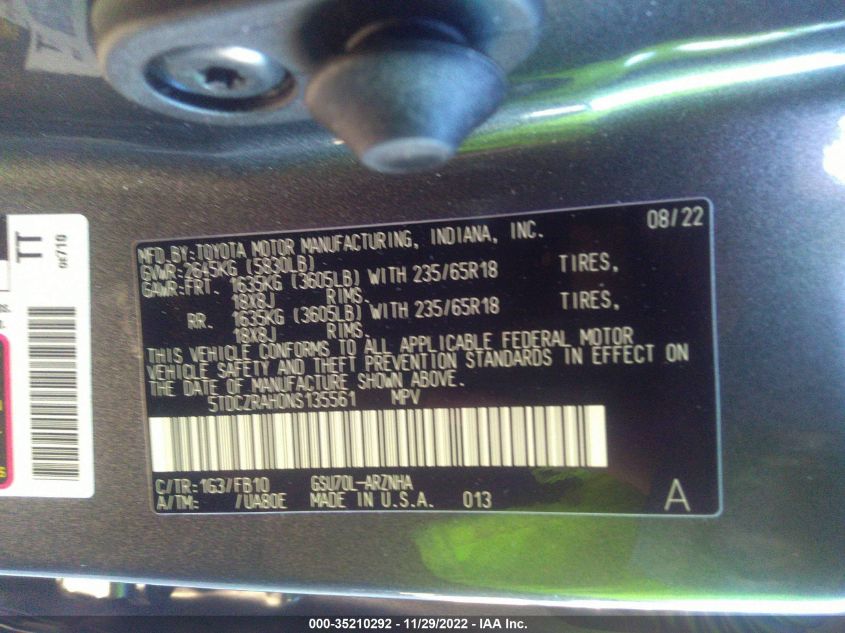 MFD.BY:TOYOTA MOTOR MANUFACTURING, INDIANA, INC. 08/22
GVWR:2645KG (5830LB)
GAWR:FRT. 1635KG (3605LB) WITH 235/65R18 TIRES,
18X8J RIMS.
RR. 1635KG (3605LB) WITH 235/65R18 TIRES,
18X8J RIMS.
THIS VEHICLE CONFORMS TO ALL APPLICABLE FEDERAL MOTOR
VEHICLE SAFETY AND THEFT PREVENTION STANDARDS IN EFFECT ON
THE DATE OF MANUFACTURE SHOWN ABOVE.
5TDCZRAH0NS135561 MPV
C/TR:1G3/FB10 GSU70L-ARZNHA
A/TM: /UA80E MADE IN U.S.A. 013 A
TT
000-35210292 - 11/29/2022 - IAA Inc.